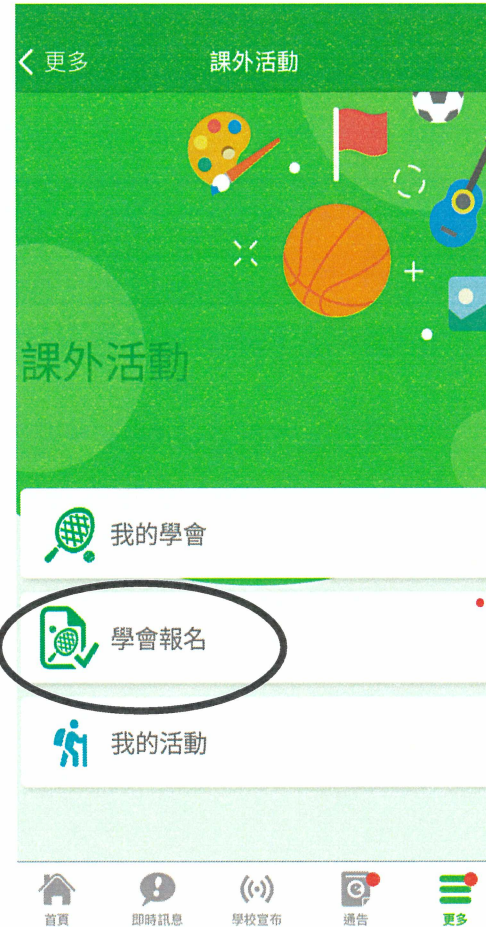 更多
課外活動
課外活動
我的學會
學會報名
我的活動
首頁
即時訊息
學校宣布
通告
更多